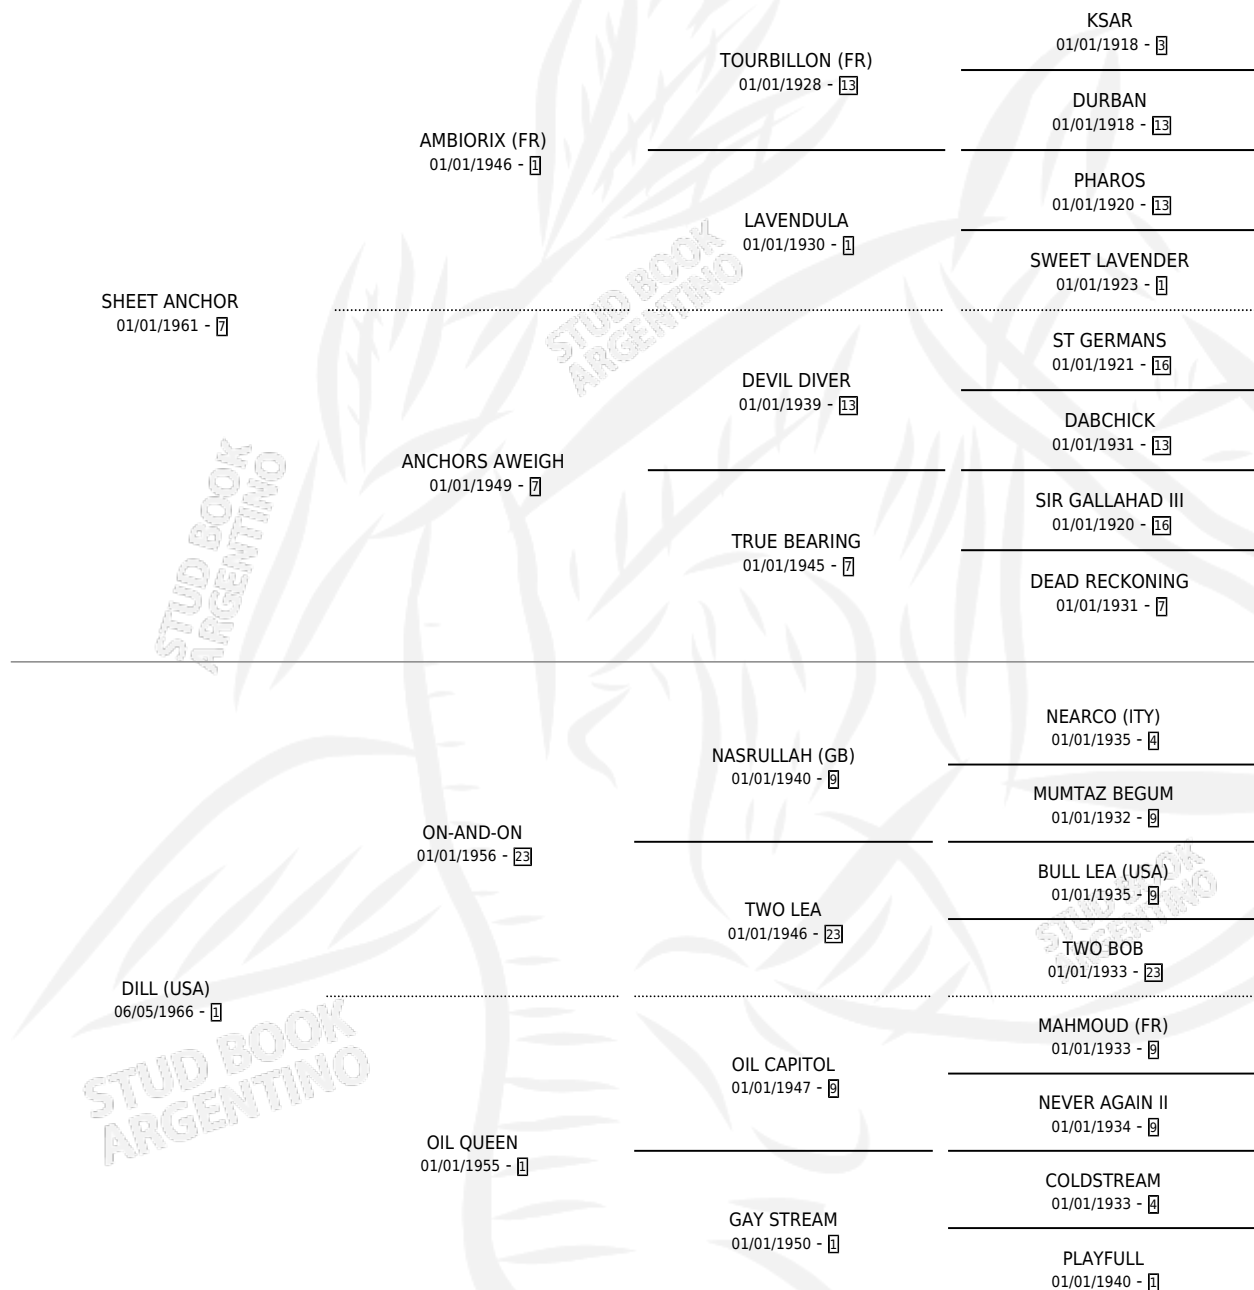 KSAR
01/01/1918 - 3
TOURBILLON (FR)
01/01/1928 - 13
DURBAN
01/01/1918 - 13
AMBIORIX (FR)
01/01/1946 - 1
PHAROS
01/01/1920 - 13
LAVENDULA
01/01/1930 - 1
SWEET LAVENDER
01/01/1923 - 1
SHEET ANCHOR
01/01/1961 - 7
STUD BOOK
ARGENTINO
ST GERMANS
01/01/1921 - 16
DEVIL DIVER
01/01/1939 - 13
DABCHICK
01/01/1931 - 13
ANCHORS AWEIGH
01/01/1949 - 7
STUD BOOK
ARGENTINO
SIR GALLAHAD III
01/01/1920 - 16
TRUE BEARING
01/01/1945 - 7
DEAD RECKONING
01/01/1931 - 7
NEARCO (ITY)
01/01/1935 - 4
NASRULLAH (GB)
01/01/1940 - 9
MUMTAZ BEGUM
01/01/1932 - 9
ON-AND-ON
01/01/1956 - 23
BULL LEA (USA)
01/01/1935 - 9
STUD BOOK
ARGENTINO
TWO LEA
01/01/1946 - 23
TWO BOB
01/01/1933 - 23
DILL (USA)
06/05/1966 - 1
STUD BOOK
ARGENTINO
MAHMOUD (FR)
01/01/1933 - 9
OIL CAPITOL
01/01/1947 - 9
NEVER AGAIN II
01/01/1934 - 9
OIL QUEEN
01/01/1955 - 1
COLDSTREAM
01/01/1933 - 4
GAY STREAM
01/01/1950 - 1
PLAYFULL
01/01/1940 - 1